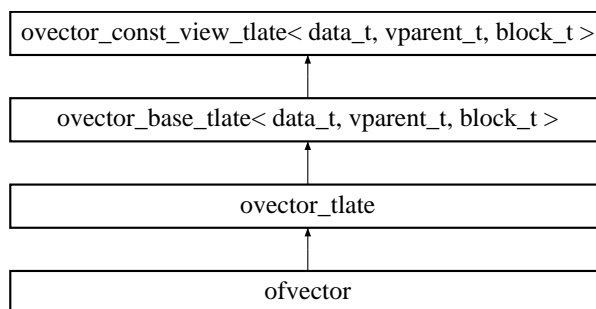 ovector_const_view_tlate< data_t, vparent_t, block_t >
ovector_base_tlate< data_t, vparent_t, block_t >
ovector_tlate
ofvector